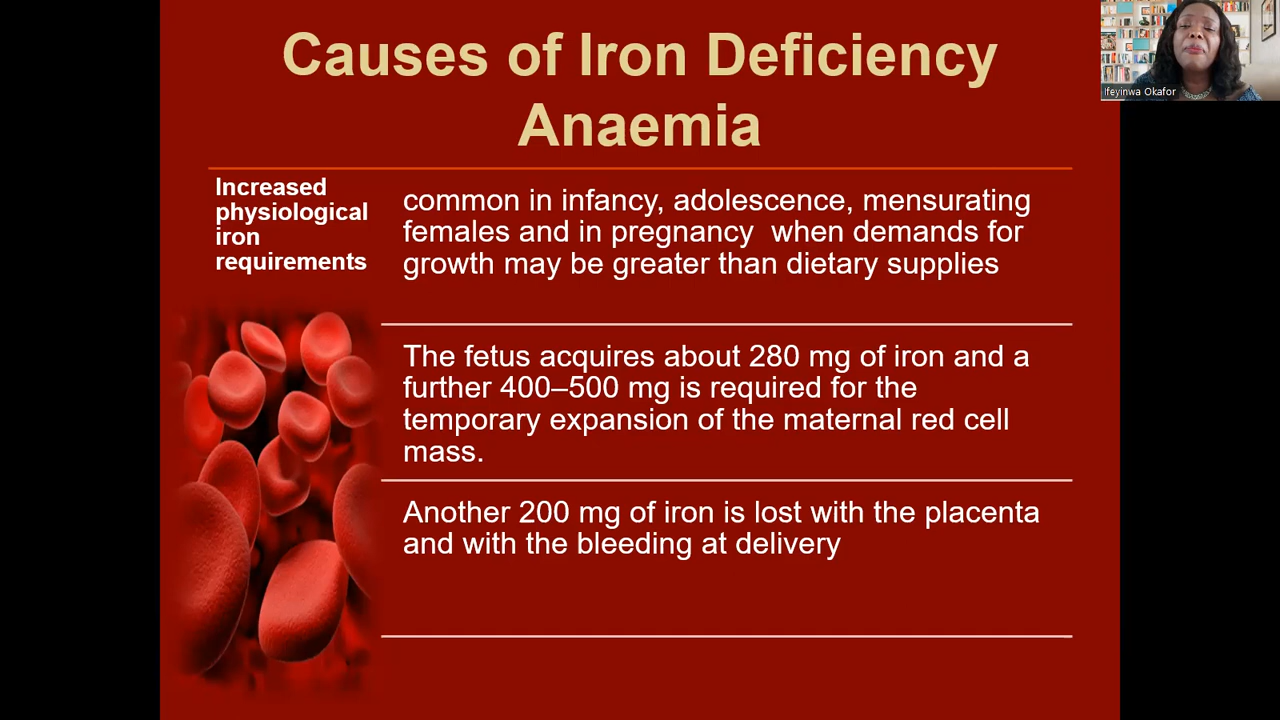 Causes of Iron Deficiency
Anaemia
Ifeyinwa Okafor
Increased
physiological
iron
requirements
common in infancy, adolescence, mensurating
females and in pregnancy  when demands for
growth may be greater than dietary supplies
The fetus acquires about 280 mg of iron and a
further 400–500 mg is required for the
temporary expansion of the maternal red cell
mass.
Another 200 mg of iron is lost with the placenta
and with the bleeding at delivery